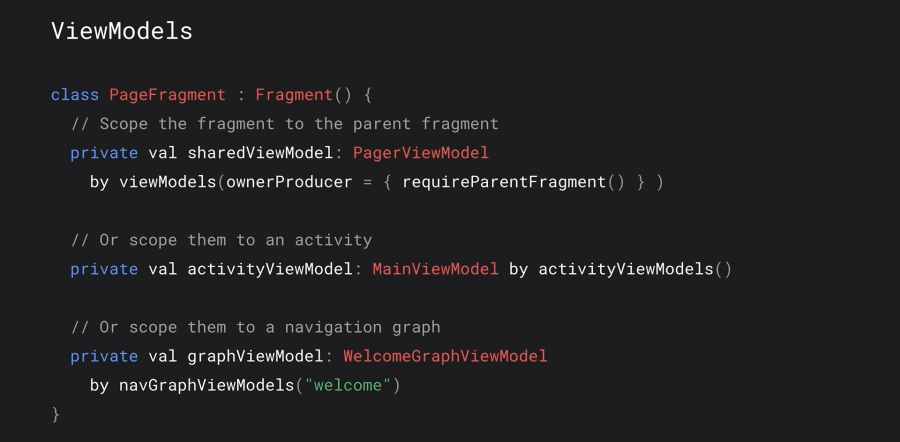 ViewModels
class PageFragment : Fragment() {
// Scope the fragment to the parent fragment
private val sharedViewModel: PagerViewModel
by viewModels(ownerProducer = { requireParentFragment() } )
// Or scope them to an activity
private val activityViewModel: MainViewModel by activityViewModels()
// Or scope them to a navigation graph
private val graphViewModel: WelcomeGraphViewModel
by navGraphViewModels("welcome")
}